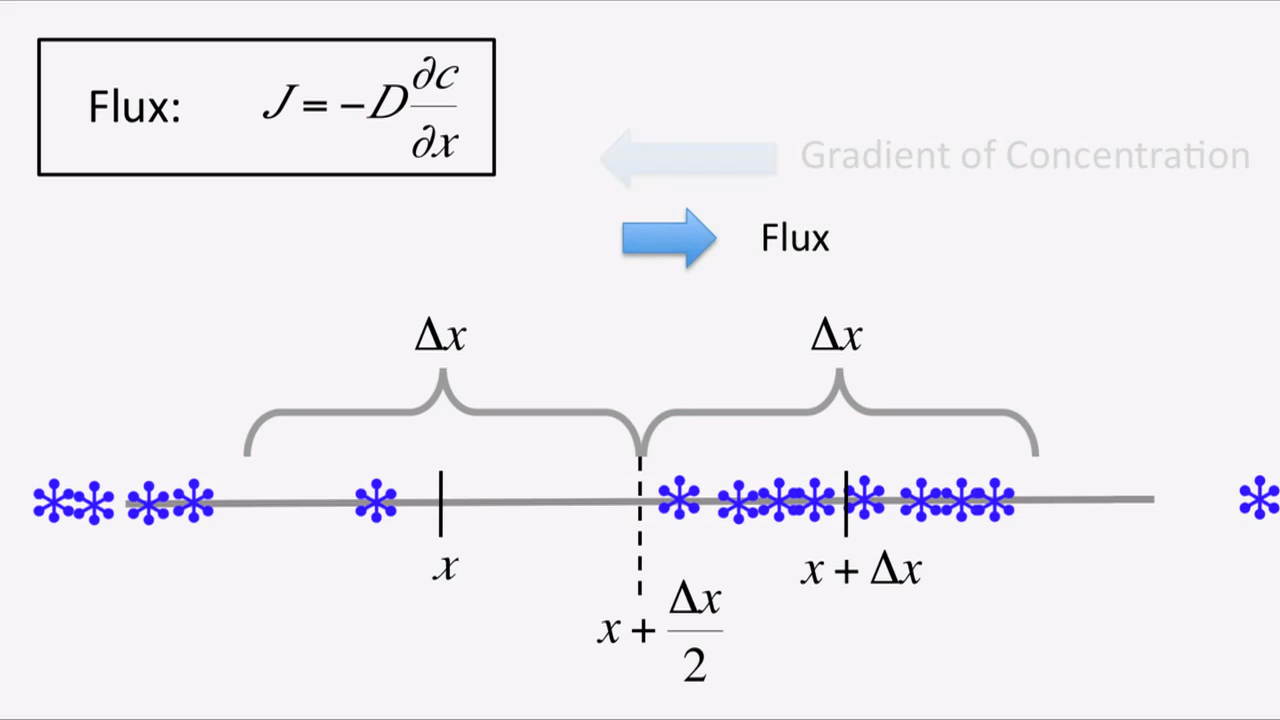 Flux: J = −D ∂c/∂x
Gradient of Concentration
Flux
Δx Δx
x x + Δx
x + Δx/2